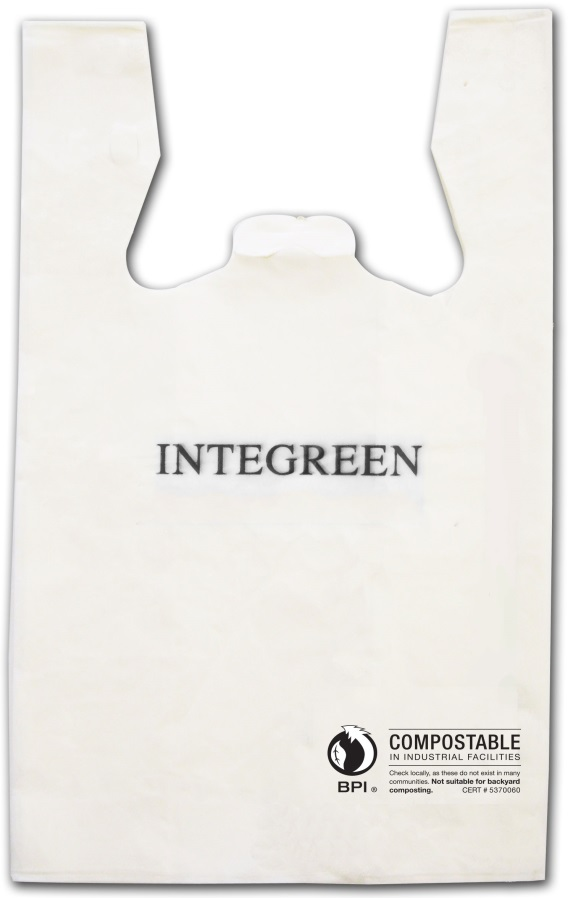 INTEGREEN
COMPOSTABLE
IN INDUSTRIAL FACILITIES
Check locally, as these do not exist in many
communities. Not suitable for backyard
composting. CERT # 5370060
BPI ®